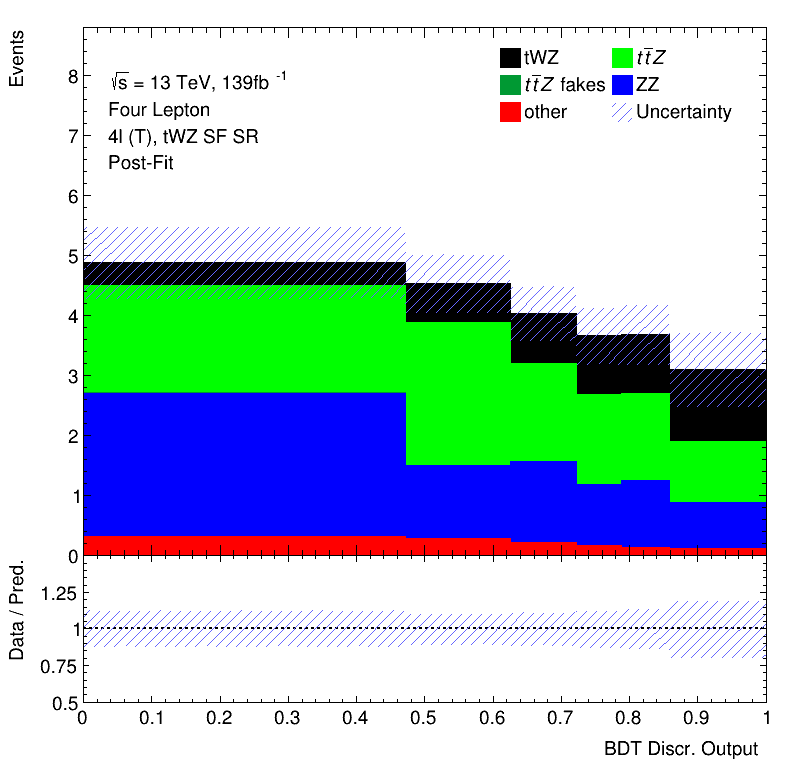 Events
8
7
6
5
4
3
2
1
0
√s = 13 TeV, 139fb⁻¹
Four Lepton
4l (T), tWZ SF SR
Post-Fit
tWZ
tt̄Z
tt̄Z fakes
ZZ
other
Uncertainty
Data / Pred.
1.25
1
0.75
0.5
0 0.1 0.2 0.3 0.4 0.5 0.6 0.7 0.8 0.9 1
BDT Discr. Output